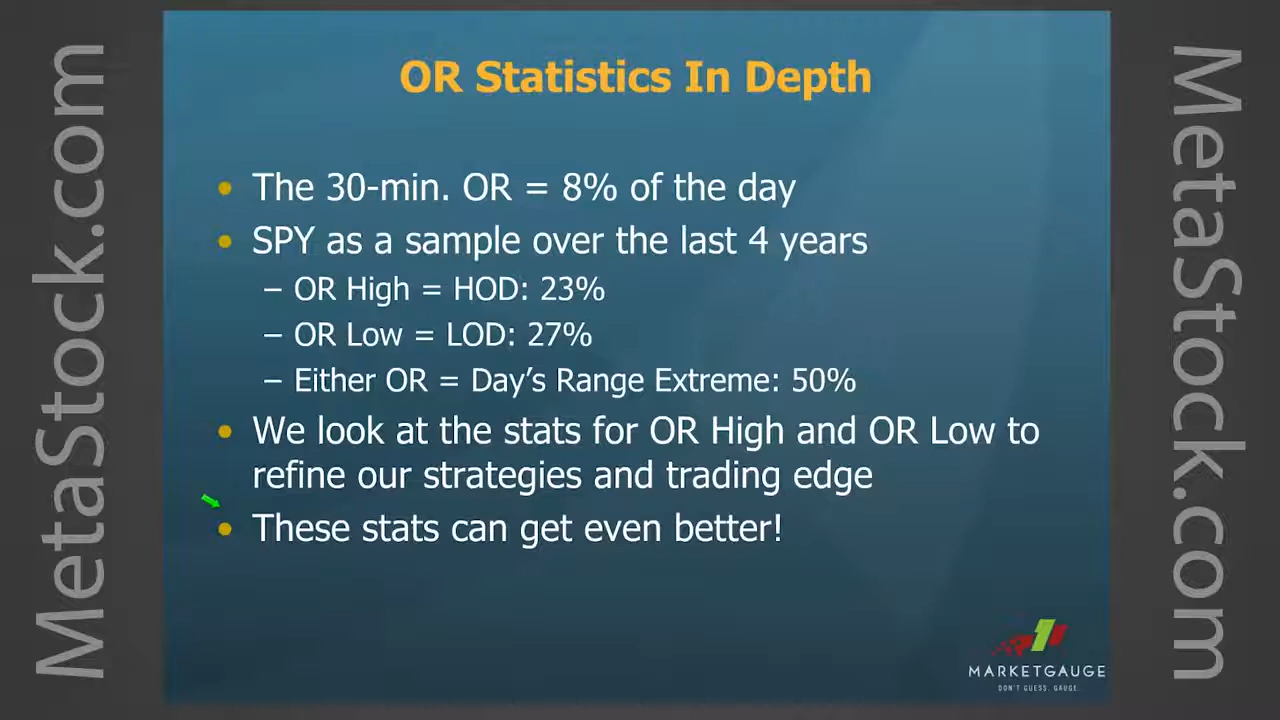 MetaStock.com
OR Statistics In Depth
• The 30-min. OR = 8% of the day
• SPY as a sample over the last 4 years
– OR High = HOD: 23%
– OR Low = LOD: 27%
– Either OR = Day's Range Extreme: 50%
• We look at the stats for OR High and OR Low to
refine our strategies and trading edge
• These stats can get even better!
MARKETGAUGE
DON'T GUESS. GAUGE.
MetaStock.com